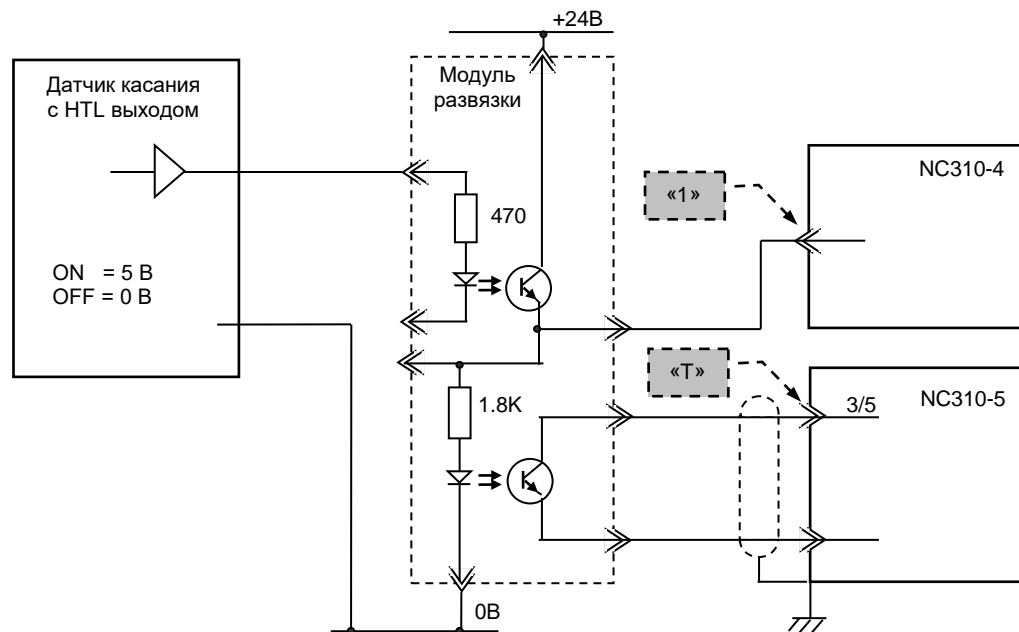 +24В
Датчик касания
с HTL выходом
Модуль
развязки
NC310-4
«1»
470
ON = 5 В
OFF = 0 В
«Т»
NC310-5
3/5
1.8K
0В